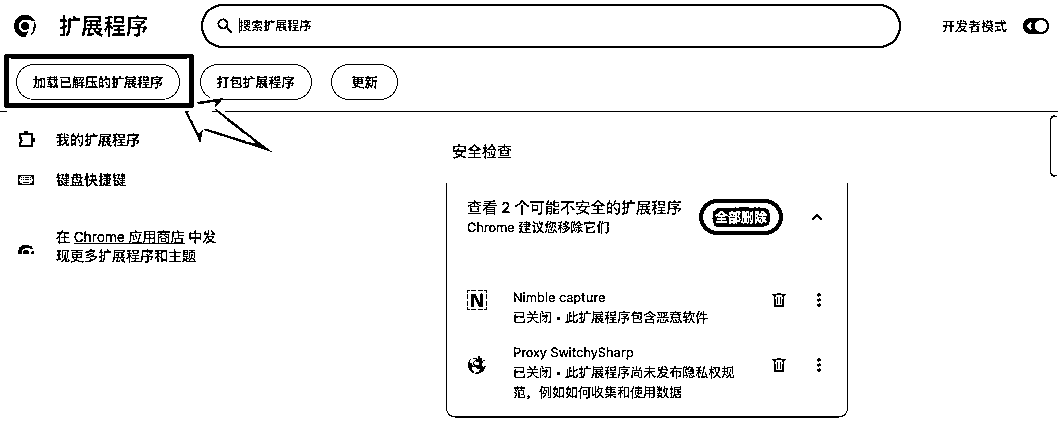 扩展程序
搜索扩展程序
开发者模式
加载已解压的扩展程序
打包扩展程序
更新
我的扩展程序
键盘快捷键
在 Chrome 应用商店 中发
现更多扩展程序和主题
安全检查
查看 2 个可能不安全的扩展程序
Chrome 建议您移除它们
全部删除
N
Nimble capture
已关闭 • 此扩展程序包含恶意软件
Proxy SwitchySharp
已关闭 • 此扩展程序尚未发布隐私权规
范，例如如何收集和使用数据